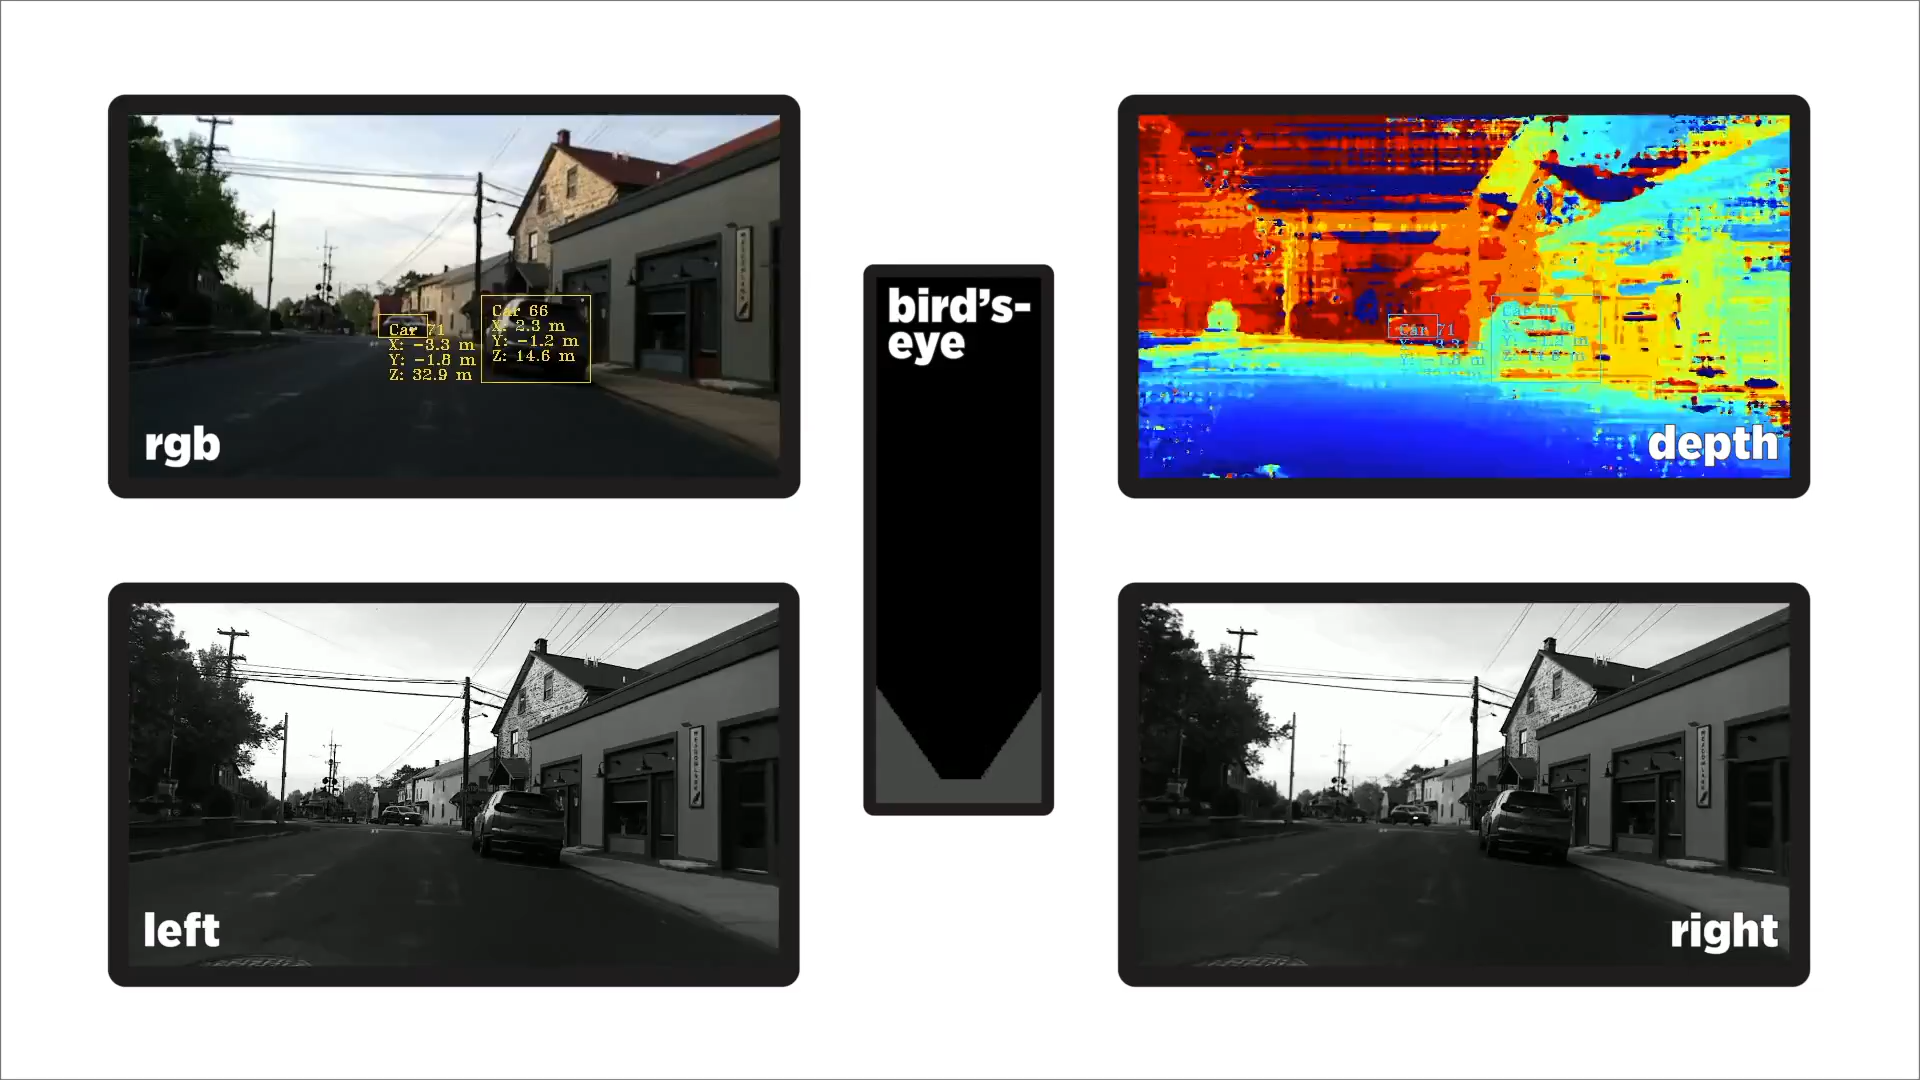 Car 66
X: 2.3 m
Y: -1.2 m
Z: 14.6 m
Car 71
X: -3.3 m
Y: -1.8 m
Z: 32.9 m
rgb
bird's-
eye
Car 71
depth
left
right